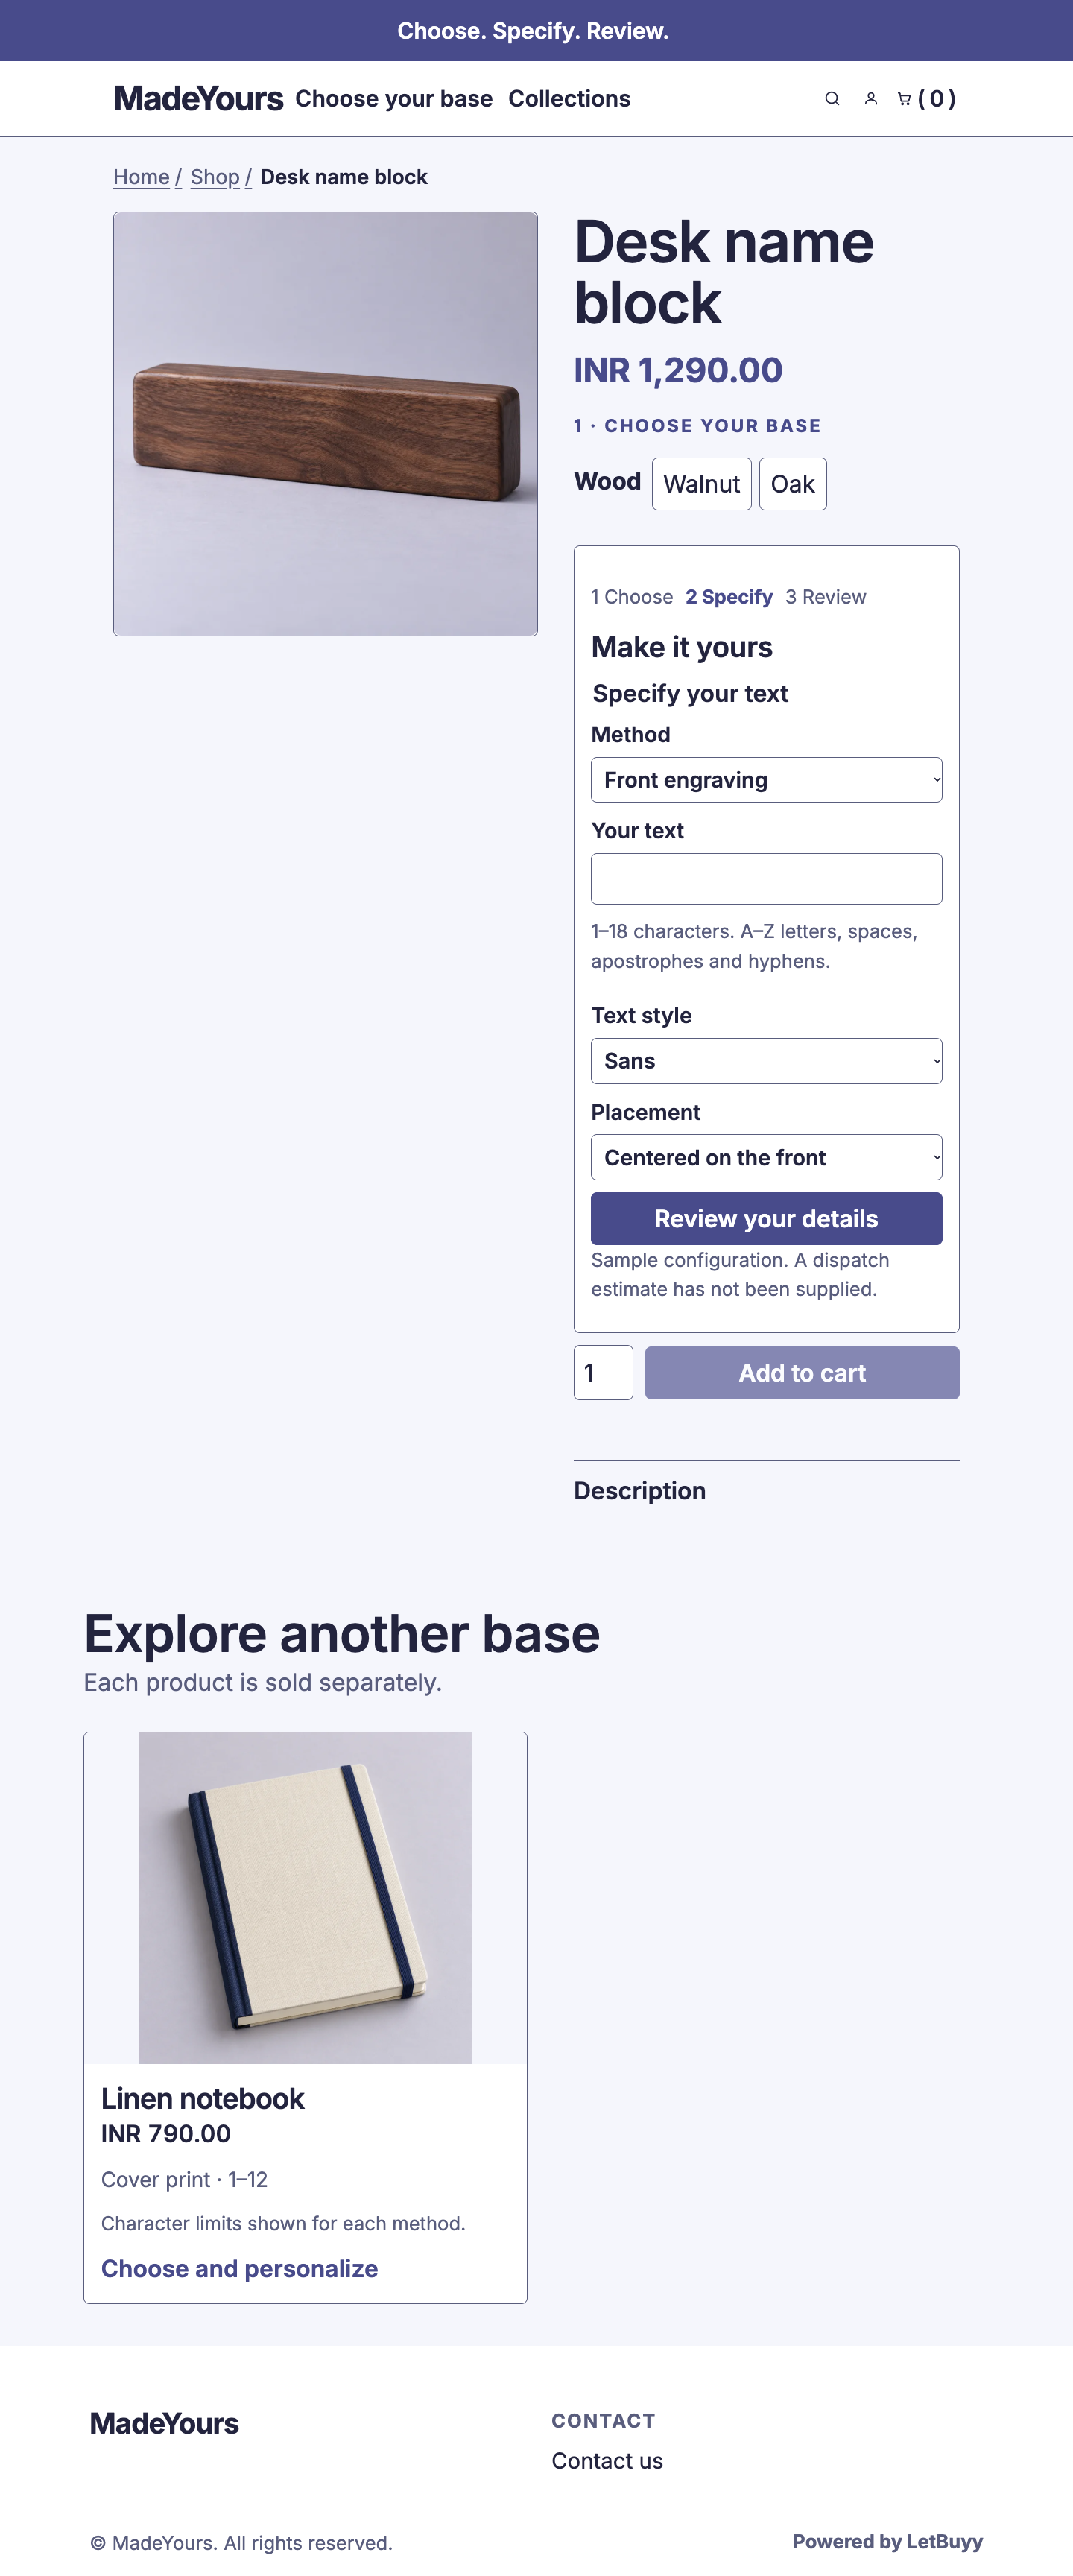 Choose. Specify. Review.
MadeYours Choose your base Collections ( 0 )
Home / Shop / Desk name block
Desk name
block
INR 1,290.00
1 · CHOOSE YOUR BASE
Wood Walnut Oak
1 Choose 2 Specify 3 Review
Make it yours
Specify your text
Method
Front engraving
Your text
1–18 characters. A–Z letters, spaces,
apostrophes and hyphens.
Text style
Sans
Placement
Centered on the front
Review your details
Sample configuration. A dispatch
estimate has not been supplied.
1 Add to cart
Description
Explore another base
Each product is sold separately.
Linen notebook
INR 790.00
Cover print · 1–12
Character limits shown for each method.
Choose and personalize
MadeYours
CONTACT
Contact us
© MadeYours. All rights reserved.
Powered by LetBuyy